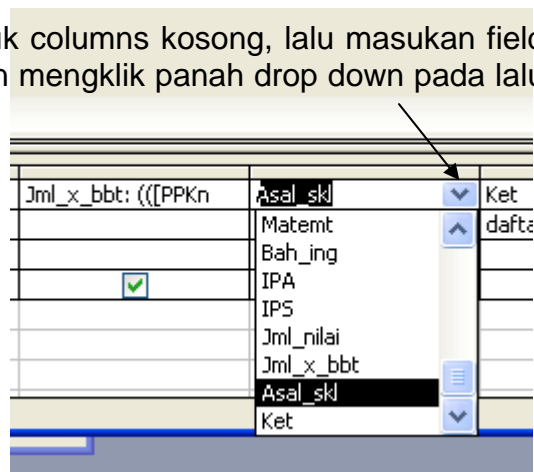 uk columns kosong, lalu masukan field
n mengklik panah drop down pada lalu
Jml_x_bbt: (([PPKn Asal_skl Ket
Matemt dafta
Bah_ing
IPA
IPS
Jml_nilai
Jml_x_bbt
Asal_skl
Ket